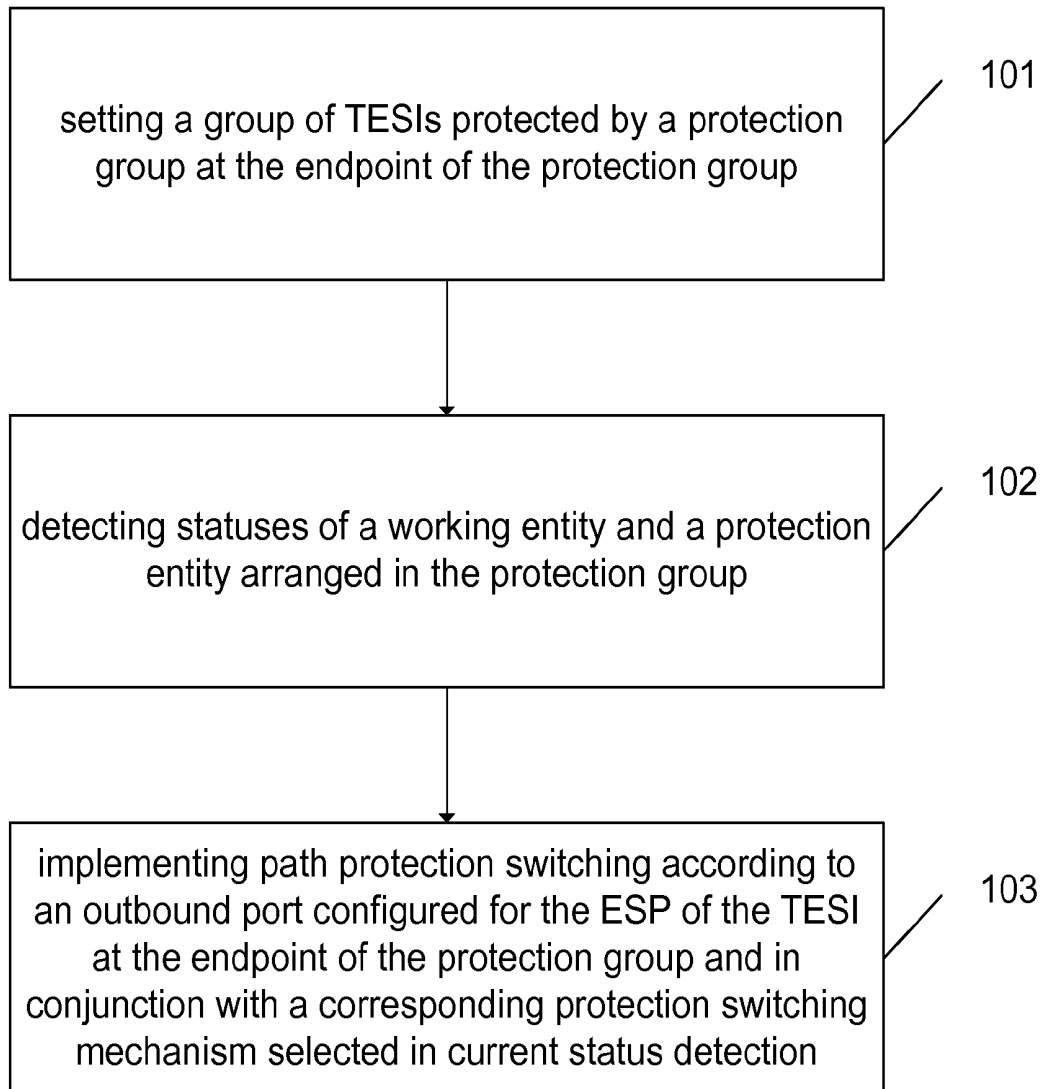 101
setting a group of TESIs protected by a protection
group at the endpoint of the protection group
102
detecting statuses of a working entity and a protection
entity arranged in the protection group
103
implementing path protection switching according to
an outbound port configured for the ESP of the TESI
at the endpoint of the protection group and in
conjunction with a corresponding protection switching
mechanism selected in current status detection